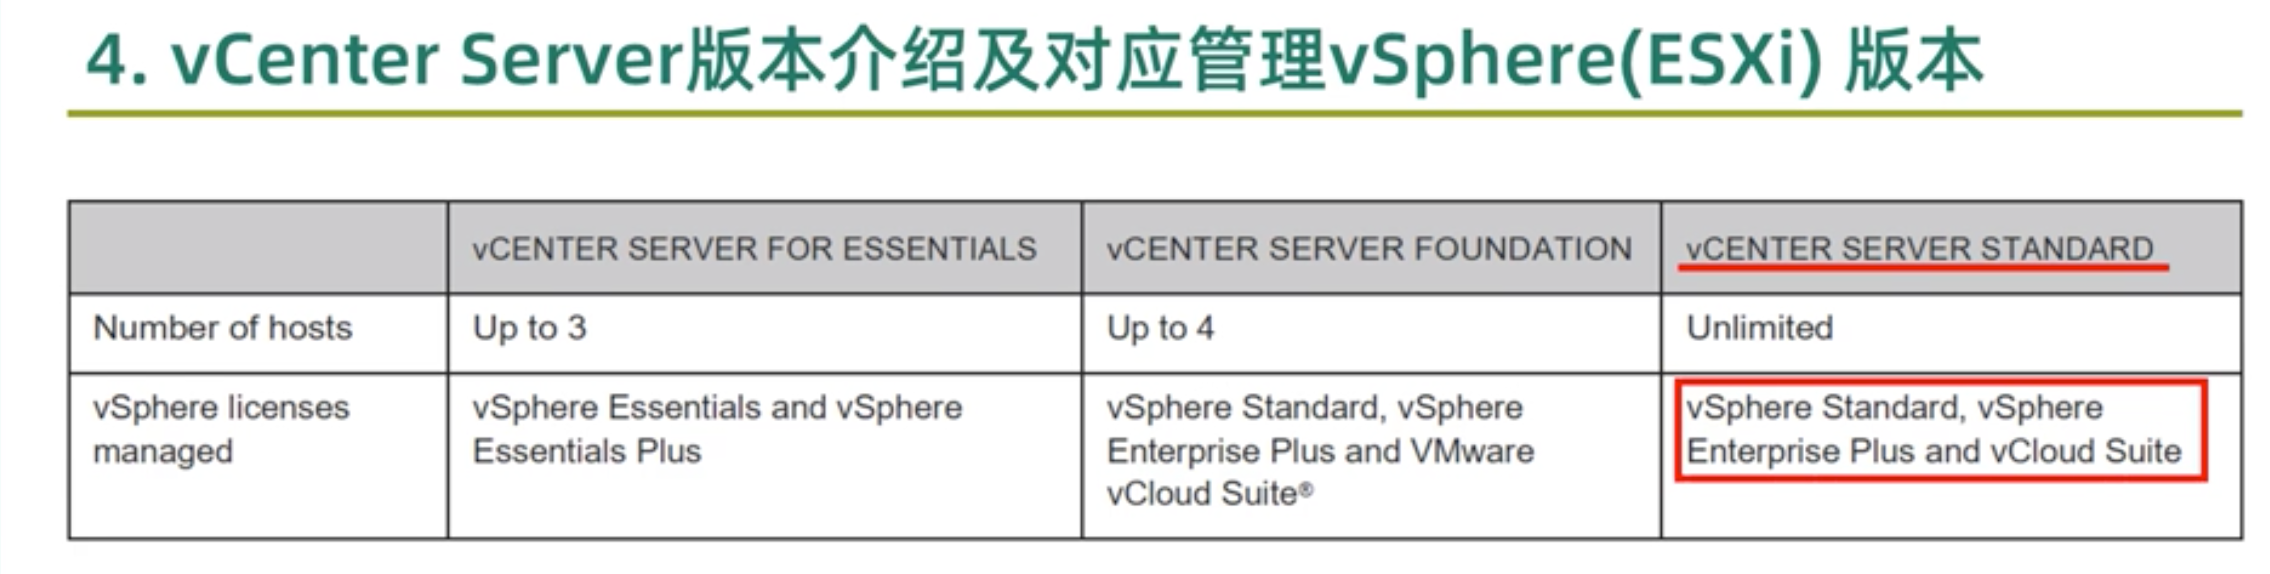 4. vCenter Server版本介绍及对应管理vSphere(ESXi) 版本
vCENTER SERVER FOR ESSENTIALS
vCENTER SERVER FOUNDATION
vCENTER SERVER STANDARD
Number of hosts
Up to 3
Up to 4
Unlimited
vSphere licenses
managed
vSphere Essentials and vSphere
Essentials Plus
vSphere Standard, vSphere
Enterprise Plus and VMware
vCloud Suite®
vSphere Standard, vSphere
Enterprise Plus and vCloud Suite